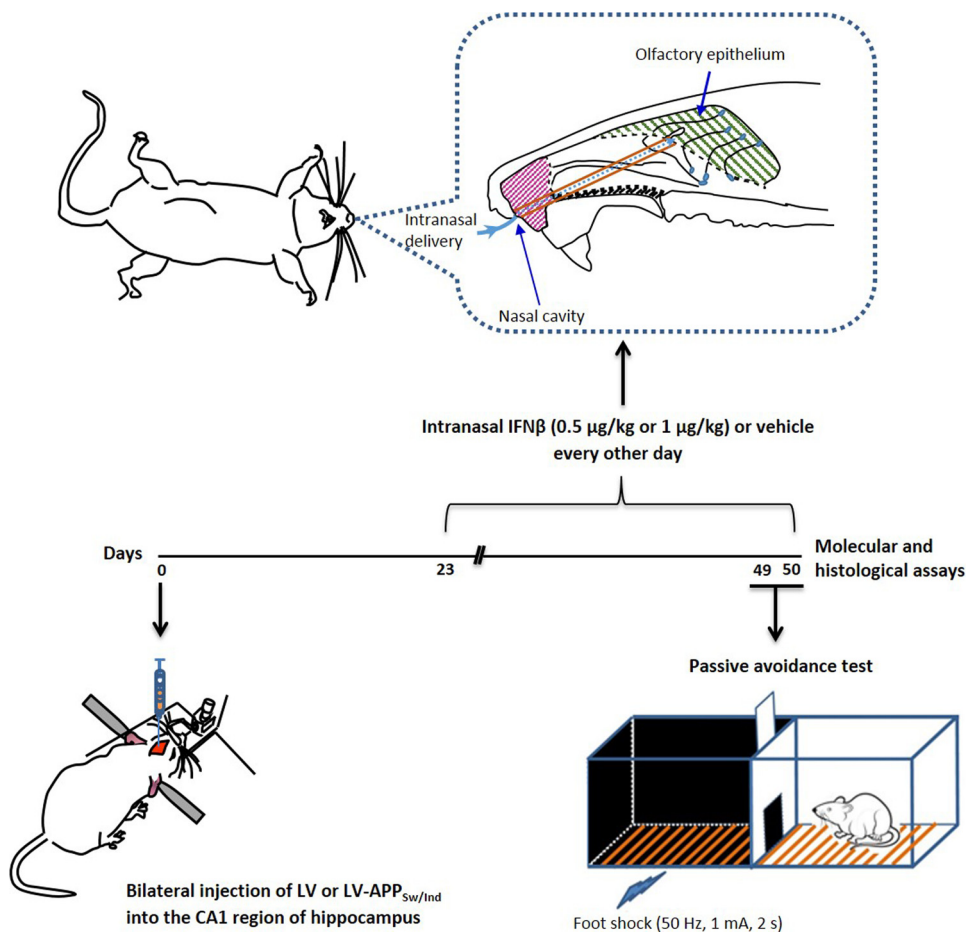 Olfactory epithelium
Intranasal
delivery
Nasal cavity
Intranasal IFNβ (0.5 µg/kg or 1 µg/kg) or vehicle
every other day
Days
0
23
49
50
Molecular and
histological assays
Passive avoidance test
Bilateral injection of LV or LV-APPSw/Ind
into the CA1 region of hippocampus
Foot shock (50 Hz, 1 mA, 2 s)